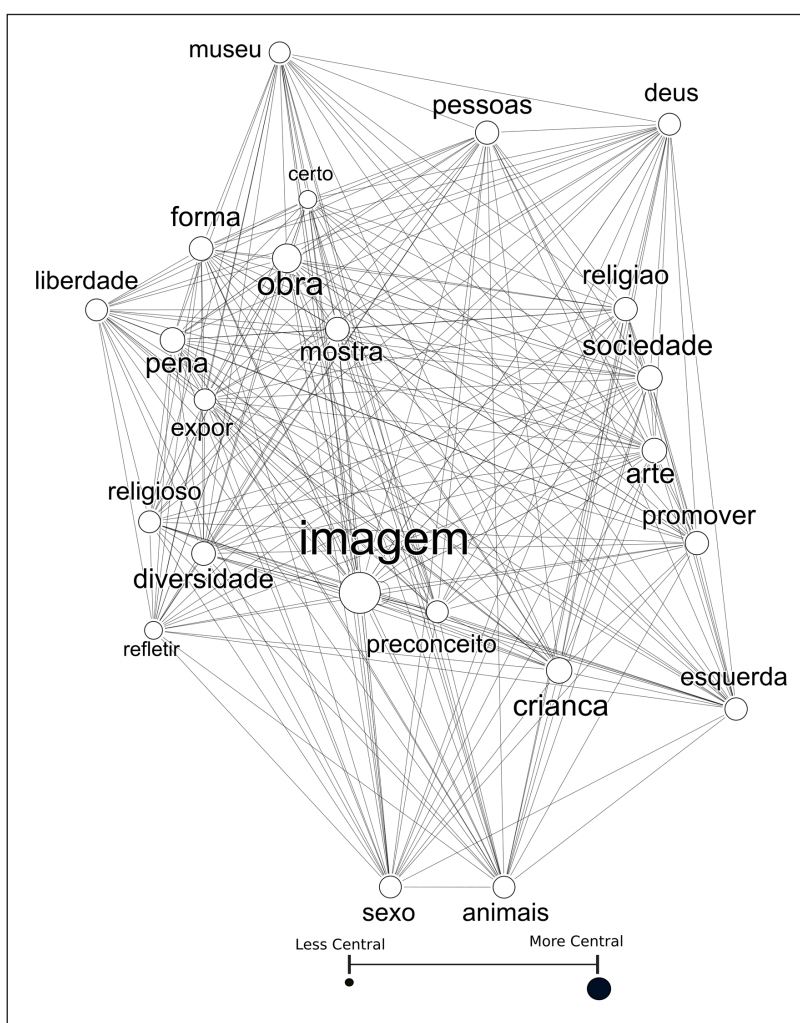 museu
deus
pessoas
certo
forma
obra
liberdade
religiao
sociedade
mostra
pena
expor
arte
religioso
promover
imagem
diversidade
preconceito
refletir
esquerda
crianca
sexo
animais
Less Central
More Central